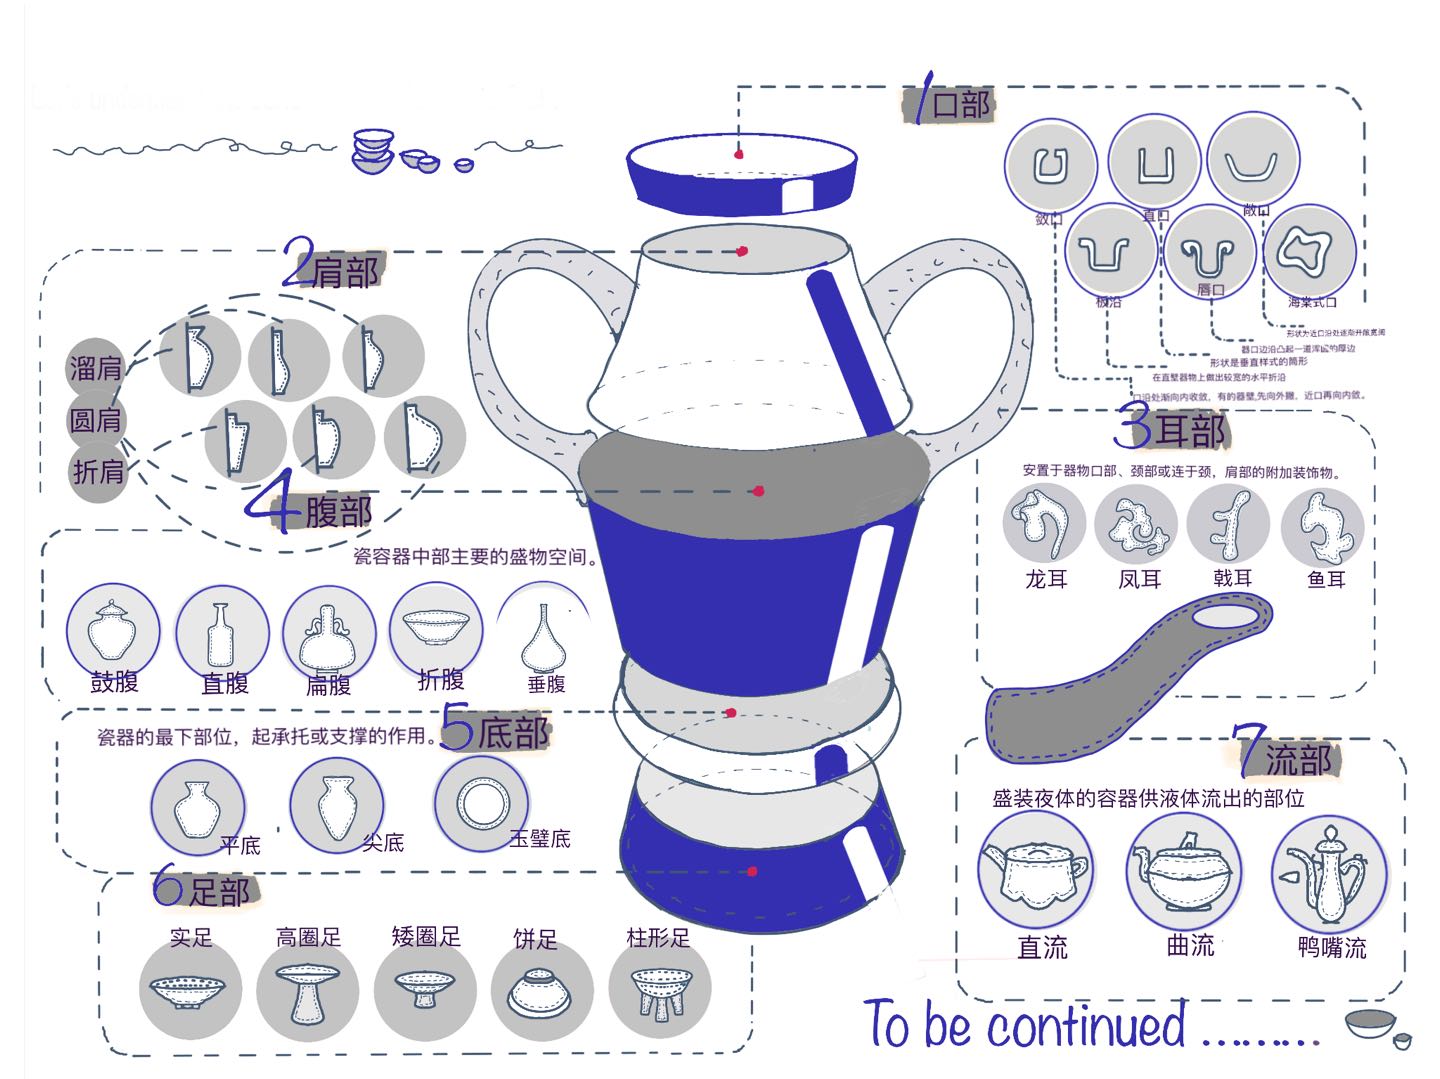 1口部
敛口
直口
敞口
板沿
唇口
海棠式口
形状为近口沿处逐渐开敞宽阔
器口边沿凸起一道浑圆的厚边
形状是垂直样式的筒形
在直壁器物上做出较宽的水平折沿
口沿处渐向内收敛，有的器壁先向外撇，近口再向内敛。
2肩部
溜肩
圆肩
折肩
3耳部
安置于器物口部、颈部或连于颈，肩部的附加装饰物。
龙耳
凤耳
戟耳
鱼耳
4腹部
瓷容器中部主要的盛物空间。
鼓腹
直腹
扁腹
折腹
垂腹
5底部
瓷器的最下部位，起承托或支撑的作用。
平底
尖底
玉璧底
6足部
实足
高圈足
矮圈足
饼足
柱形足
7流部
盛装夜体的容器供液体流出的部位
直流
曲流
鸭嘴流
To be continued ………